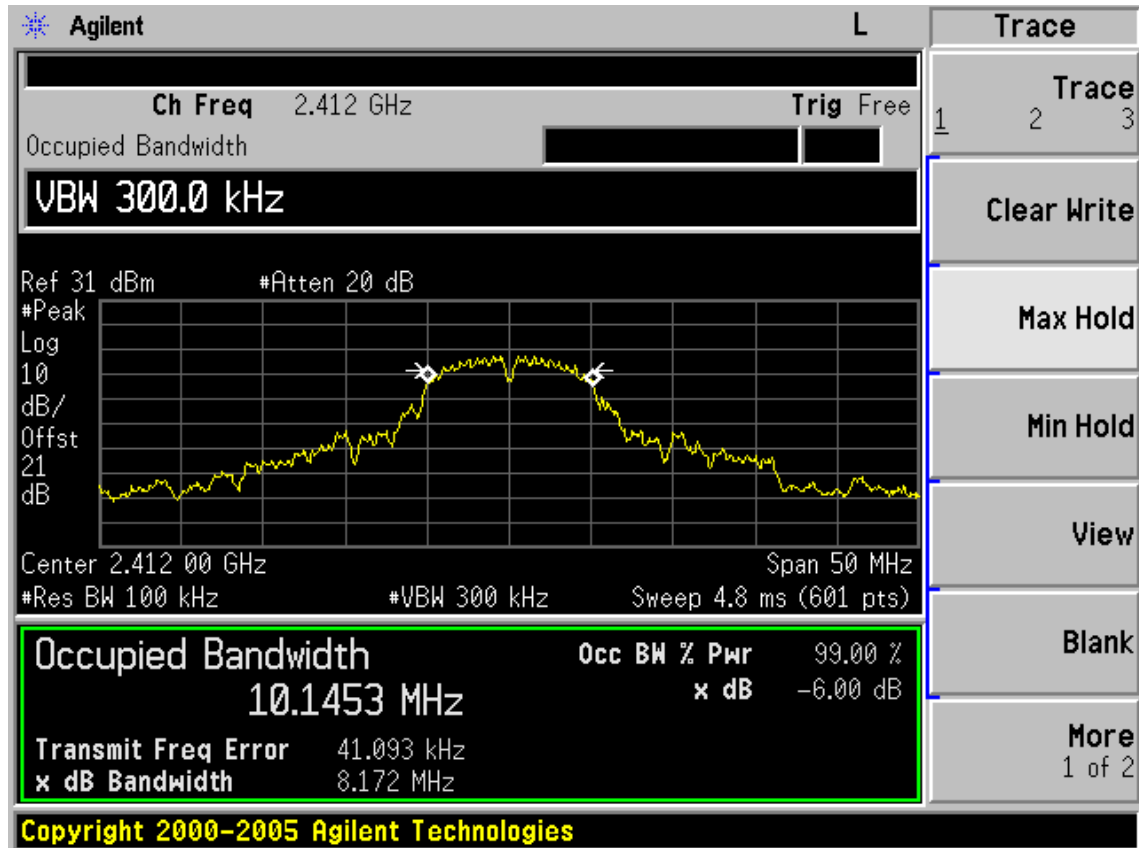 Agilent L
Ch Freq 2.412 GHz Trig Free
Occupied Bandwidth
VBW 300.0 kHz
Ref 31 dBm #Atten 20 dB
#Peak
Log
10
dB/
Offst
21
dB
Center 2.412 00 GHz Span 50 MHz
#Res BW 100 kHz #VBW 300 kHz Sweep 4.8 ms (601 pts)
Occupied Bandwidth Occ BW % Pwr 99.00 %
10.1453 MHz x dB -6.00 dB
Transmit Freq Error 41.093 kHz
x dB Bandwidth 8.172 MHz
Copyright 2000-2005 Agilent Technologies
Trace
Trace
1 2 3
Clear Write
Max Hold
Min Hold
View
Blank
More
1 of 2